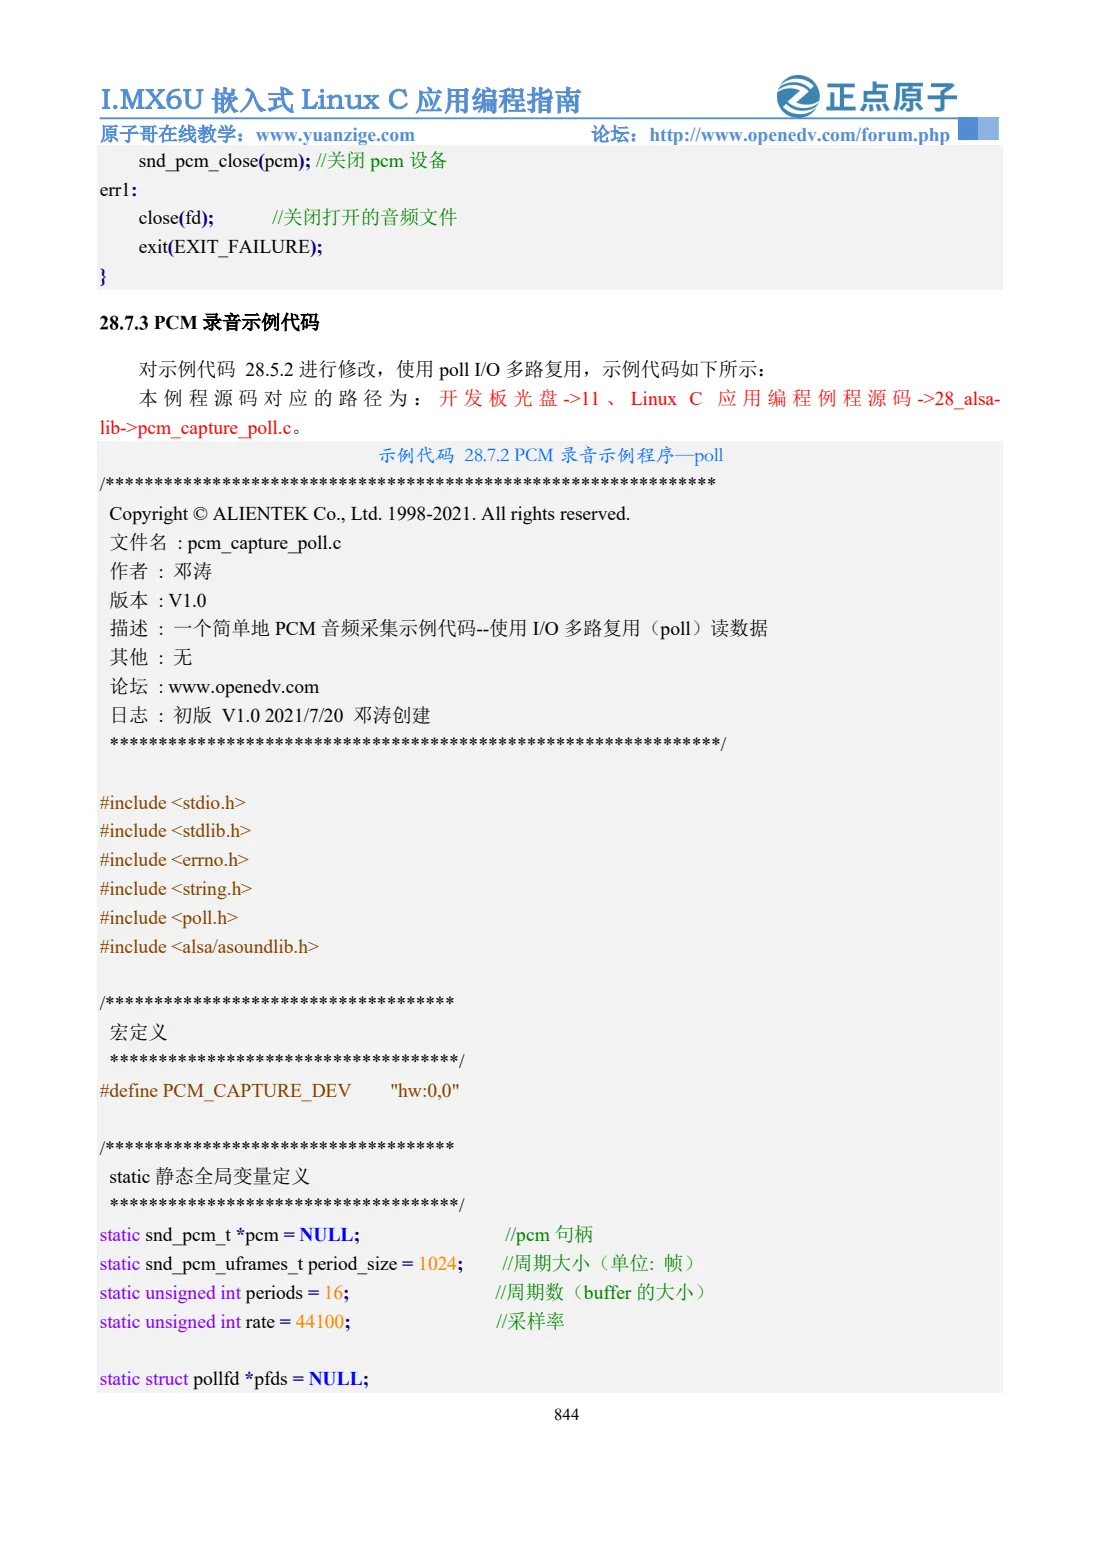 I.MX6U 嵌入式 Linux C 应用编程指南
正点原子
原子哥在线教学：www.yuanzige.com 论坛：http://www.openedv.com/forum.php
snd_pcm_close(pcm); //关闭 pcm 设备
err1:
close(fd); //关闭打开的音频文件
exit(EXIT_FAILURE);
}
28.7.3 PCM 录音示例代码
对示例代码 28.5.2 进行修改，使用 poll I/O 多路复用，示例代码如下所示：
本例程源码对应的路径为：开发板光盘->11、Linux C 应用编程例程源码->28_alsa-
lib->pcm_capture_poll.c。
示例代码 28.7.2 PCM 录音示例程序—poll
/***************************************************************
Copyright © ALIENTEK Co., Ltd. 1998-2021. All rights reserved.
文件名 : pcm_capture_poll.c
作者 : 邓涛
版本 : V1.0
描述 : 一个简单地 PCM 音频采集示例代码--使用 I/O 多路复用（poll）读数据
其他 : 无
论坛 : www.openedv.com
日志 : 初版 V1.0 2021/7/20 邓涛创建
***************************************************************/
#include <stdio.h>
#include <stdlib.h>
#include <errno.h>
#include <string.h>
#include <poll.h>
#include <alsa/asoundlib.h>
/************************************
宏定义
************************************/
#define PCM_CAPTURE_DEV "hw:0,0"
/************************************
static 静态全局变量定义
************************************/
static snd_pcm_t *pcm = NULL; //pcm 句柄
static snd_pcm_uframes_t period_size = 1024; //周期大小（单位: 帧）
static unsigned int periods = 16; //周期数（buffer 的大小）
static unsigned int rate = 44100; //采样率
static struct pollfd *pfds = NULL;
844